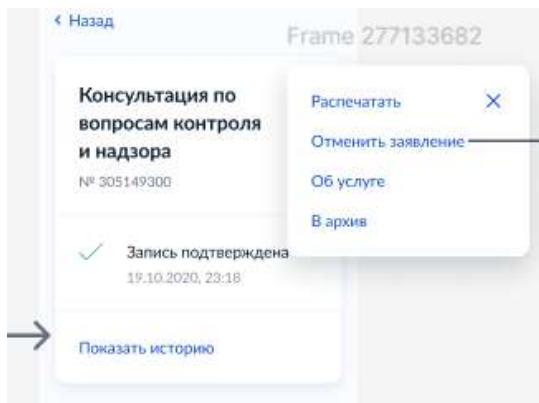 Назад
Frame 277133682
Консультация по
вопросам контроля
и надзора
№ 305149300
Запись подтверждена
19.10.2020, 23:18
Показать историю
Распечатать
Отменить заявление
Об услуге
В архив